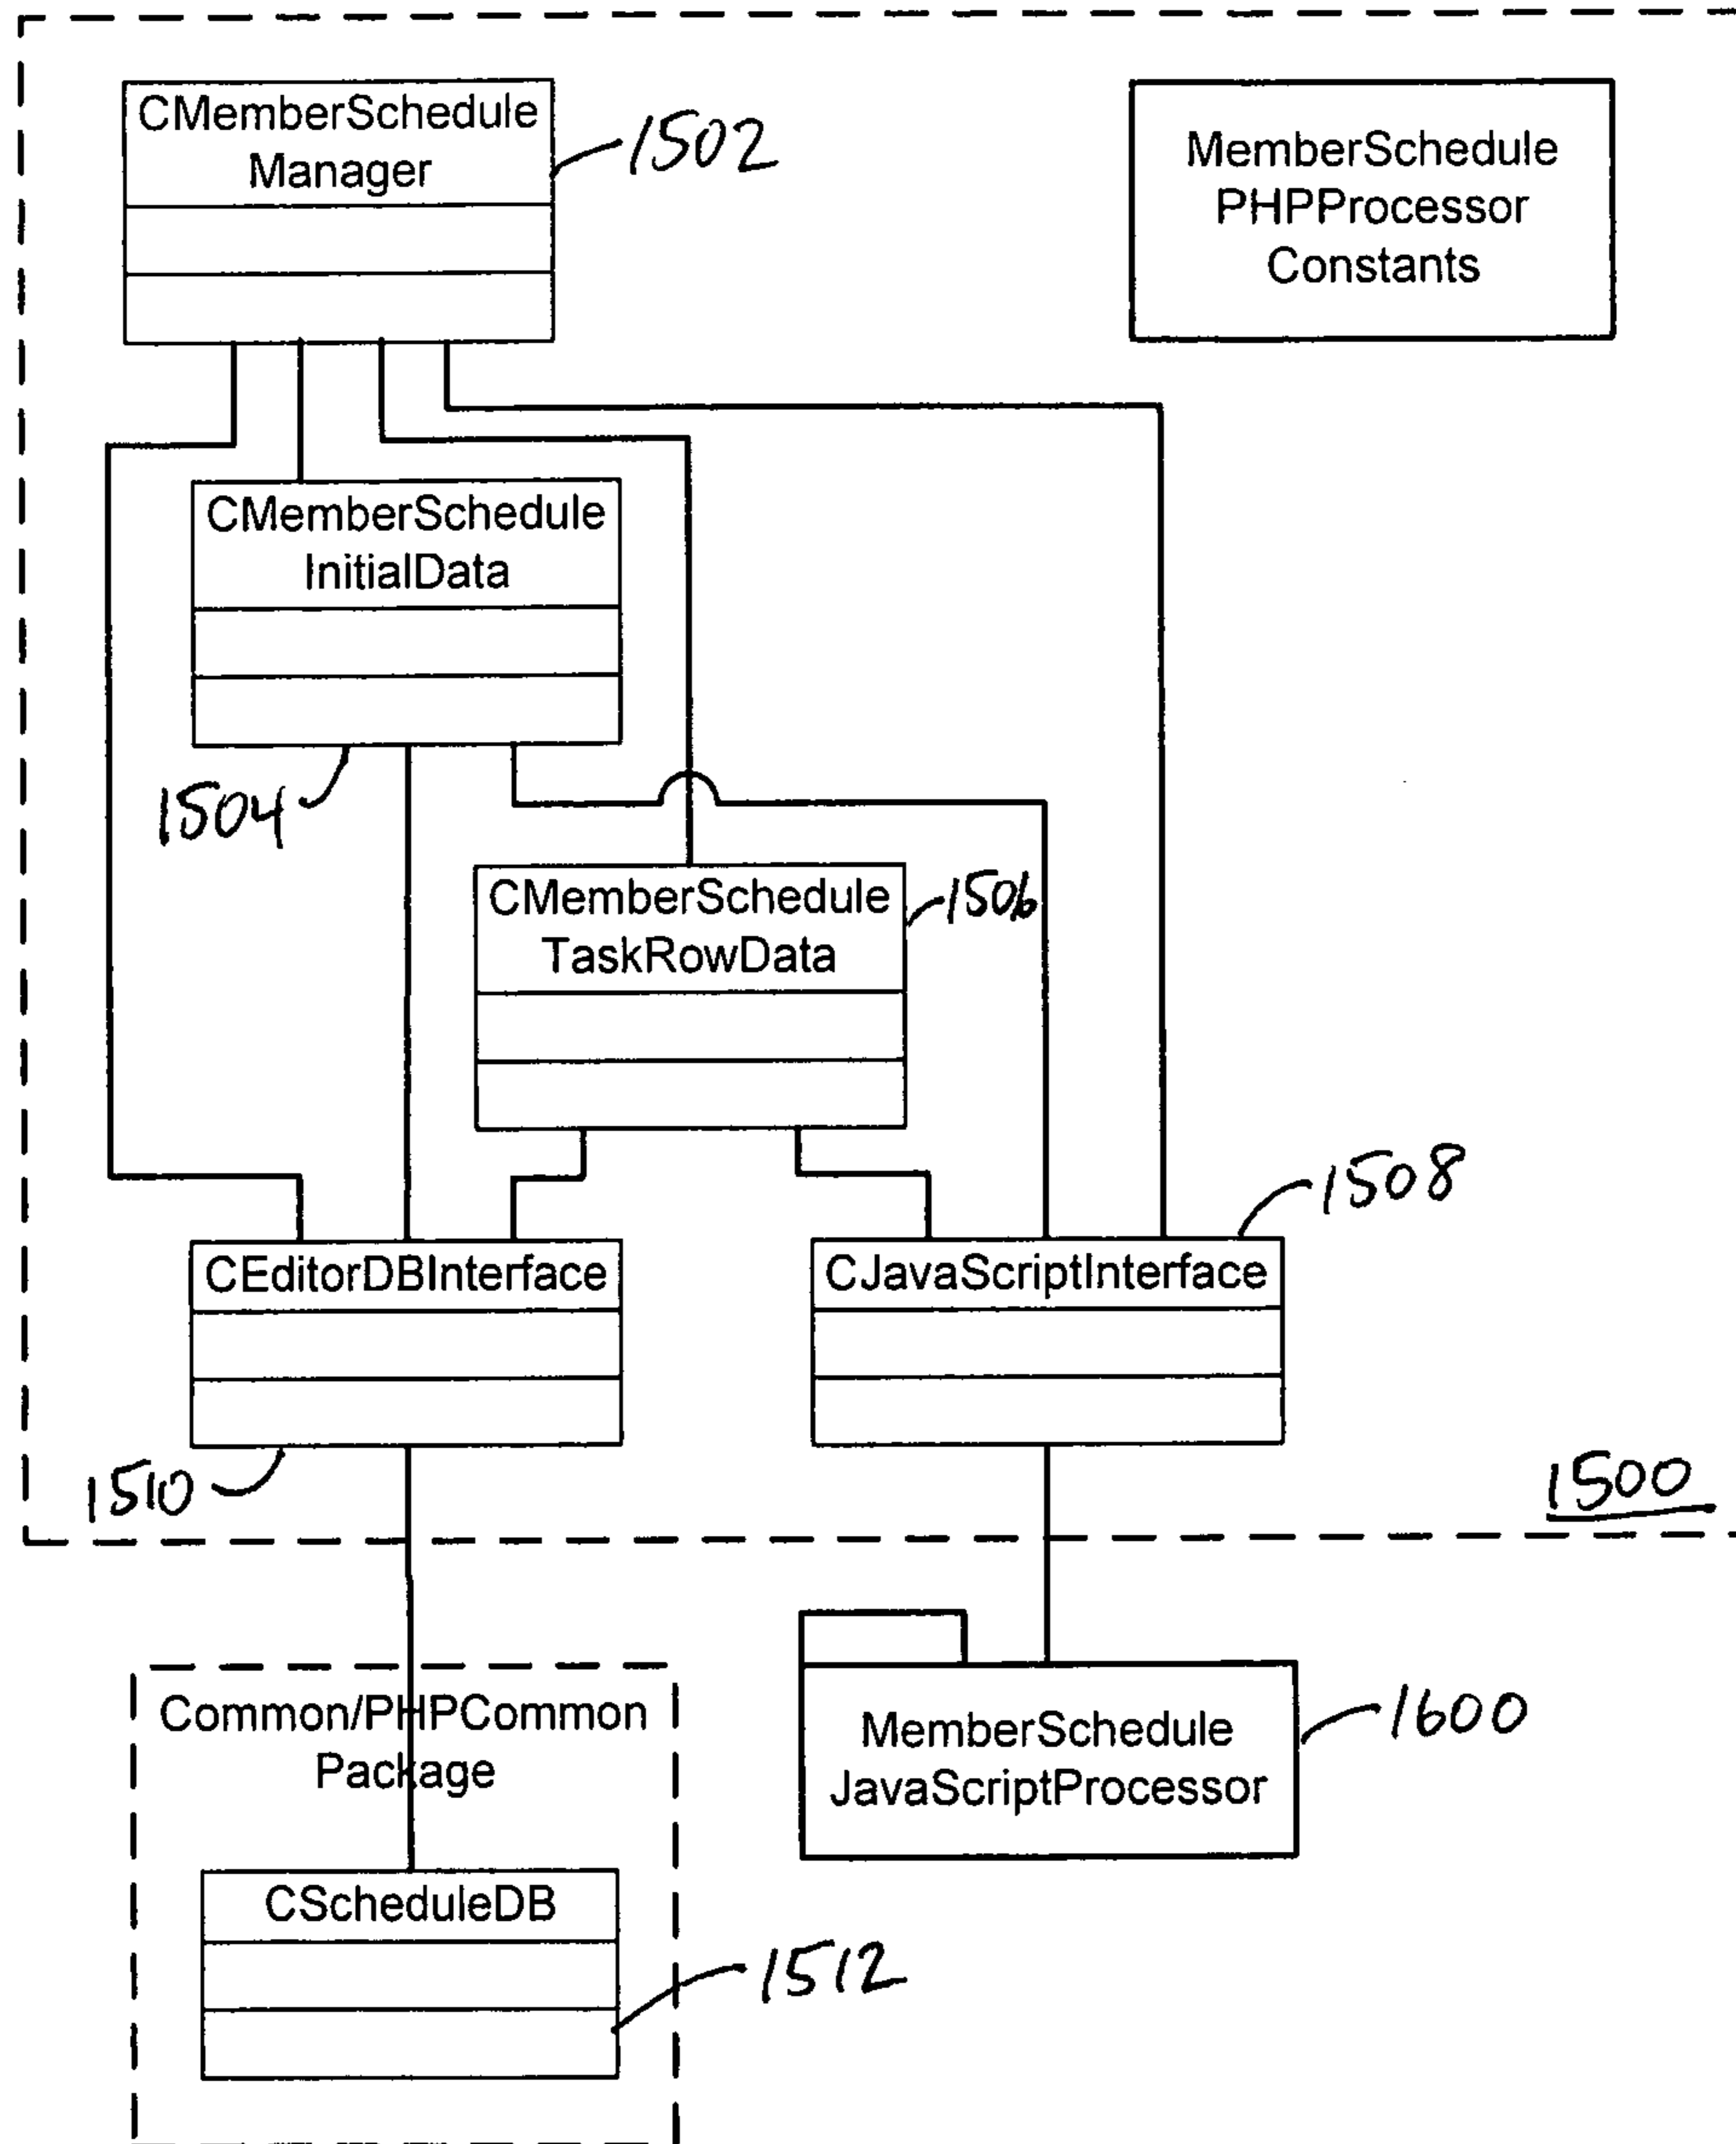 CMemberSchedule
Manager
1502
MemberSchedule
PHPProcessor
Constants
CMemberSchedule
InitialData
1504
CMemberSchedule
TaskRowData
1506
1508
CEditorDBInterface
CJavaScriptInterface
1510
1500
Common/PHPCommon
Package
MemberSchedule
JavaScriptProcessor
1600
CScheduleDB
1512